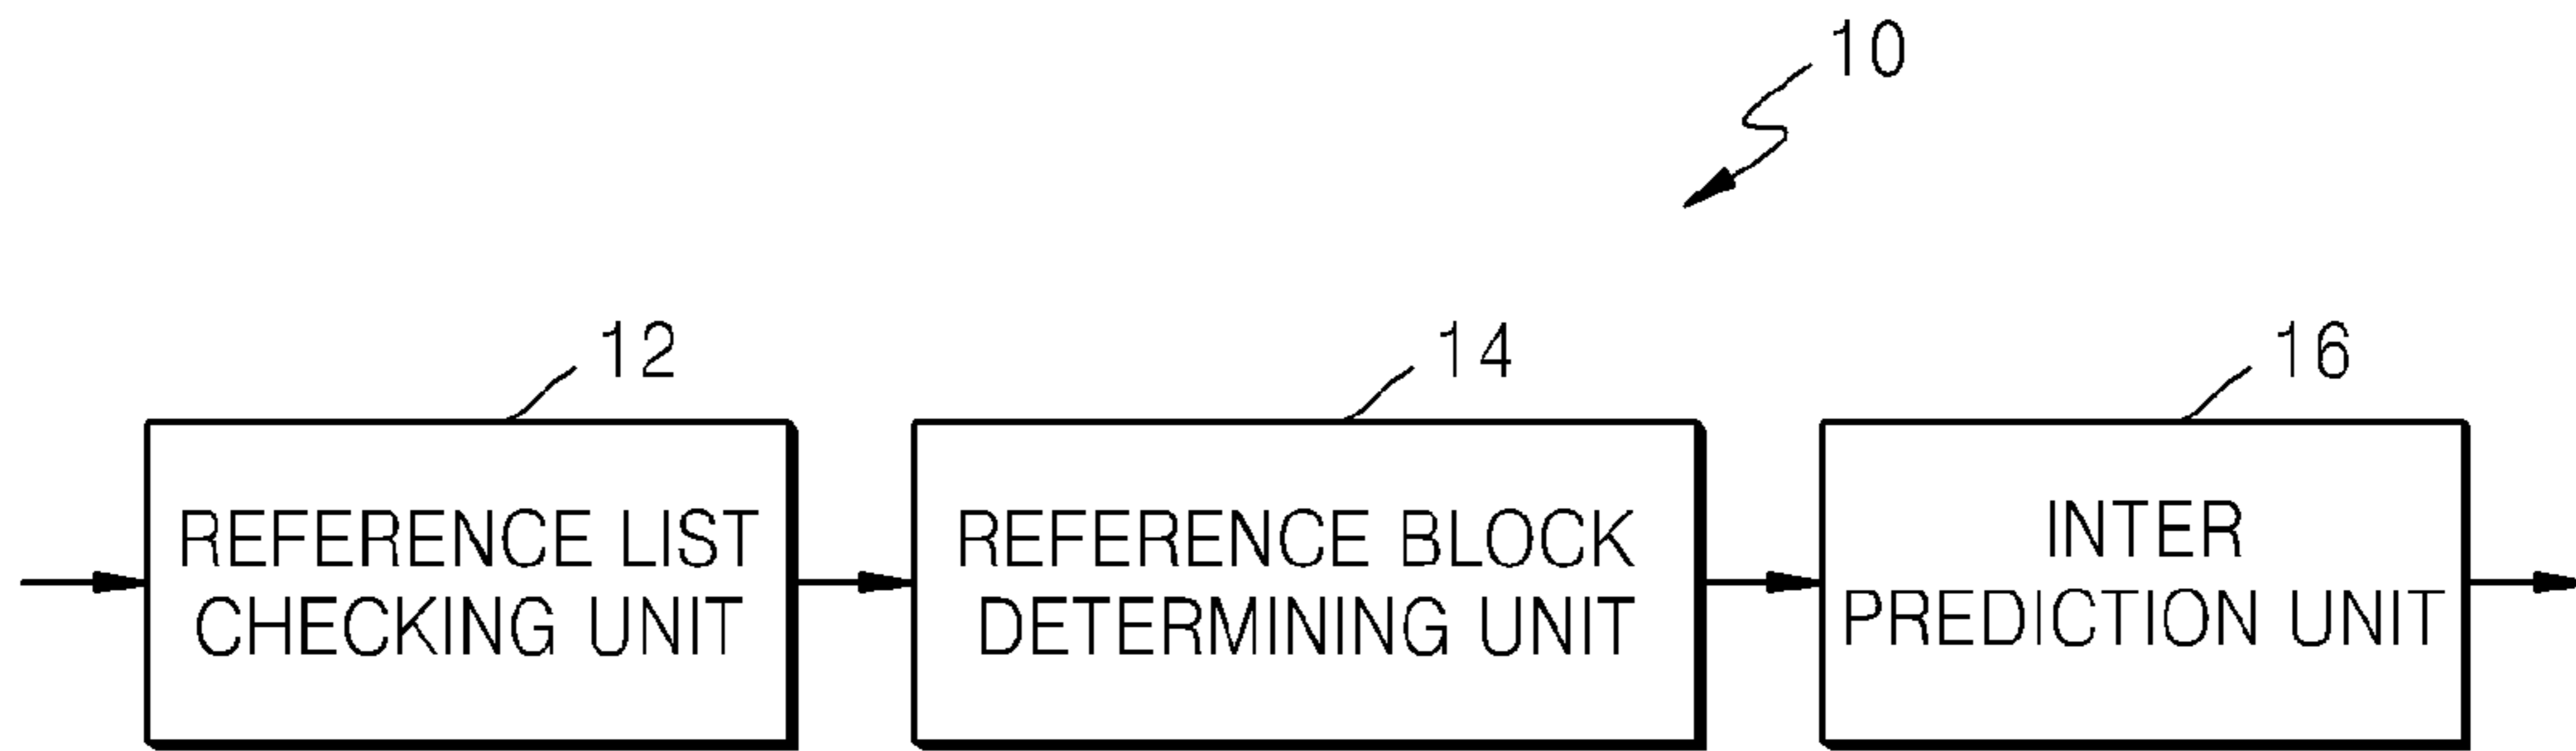 10
12
REFERENCE LIST
CHECKING UNIT
14
REFERENCE BLOCK
DETERMINING UNIT
16
INTER
PREDICTION UNIT